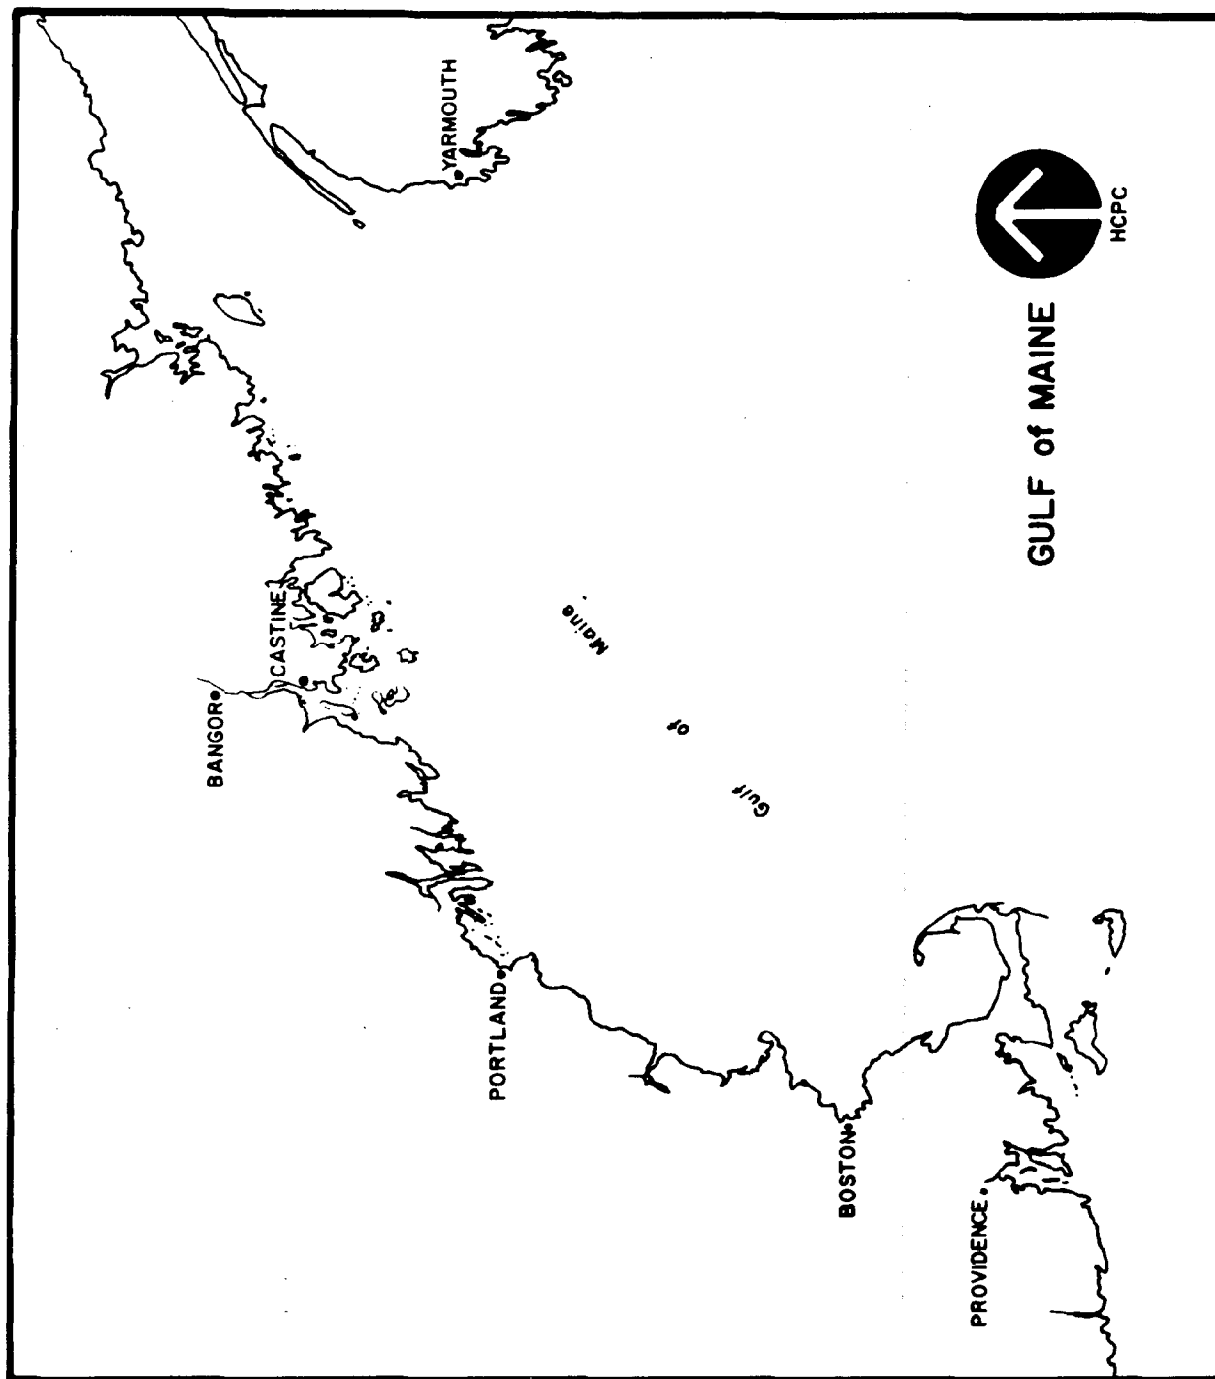 YARMOUTH
HCPC
GULF of MAINE
CASTINE
BANGOR
Gulf of Maine
PORTLAND
BOSTON
PROVIDENCE